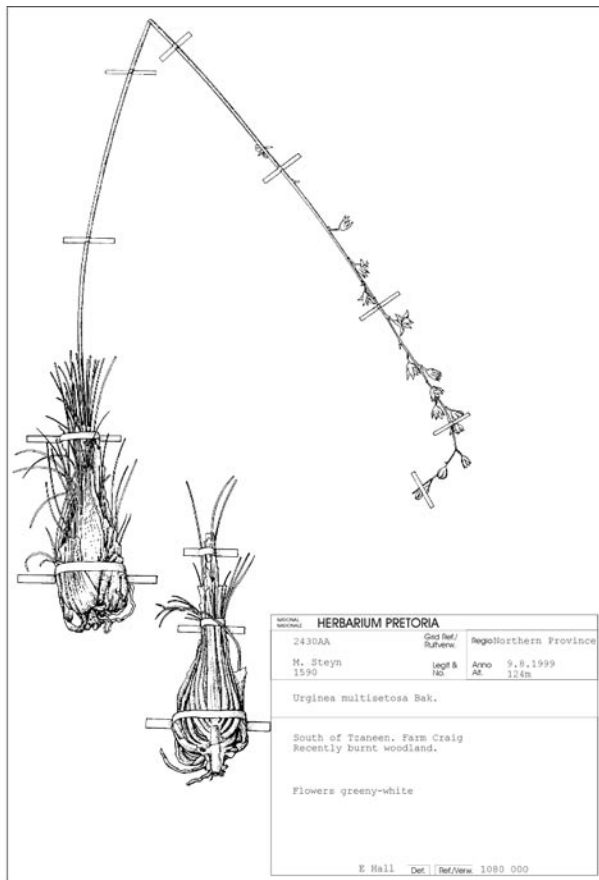 NATIONAL NASIONALE HERBARIUM PRETORIA
2430AA Grid Ref./ Ruitverw. Regio Northern Province
M. Steyn 1590 Legit & No. Anno Alt. 9.8.1999 124m
Urginea multisetosa Bak.
South of Tzaneen. Farm Craig
Recently burnt woodland.
Flowers greeny-white
E Hall Det. Ref./Verw. 1080 000